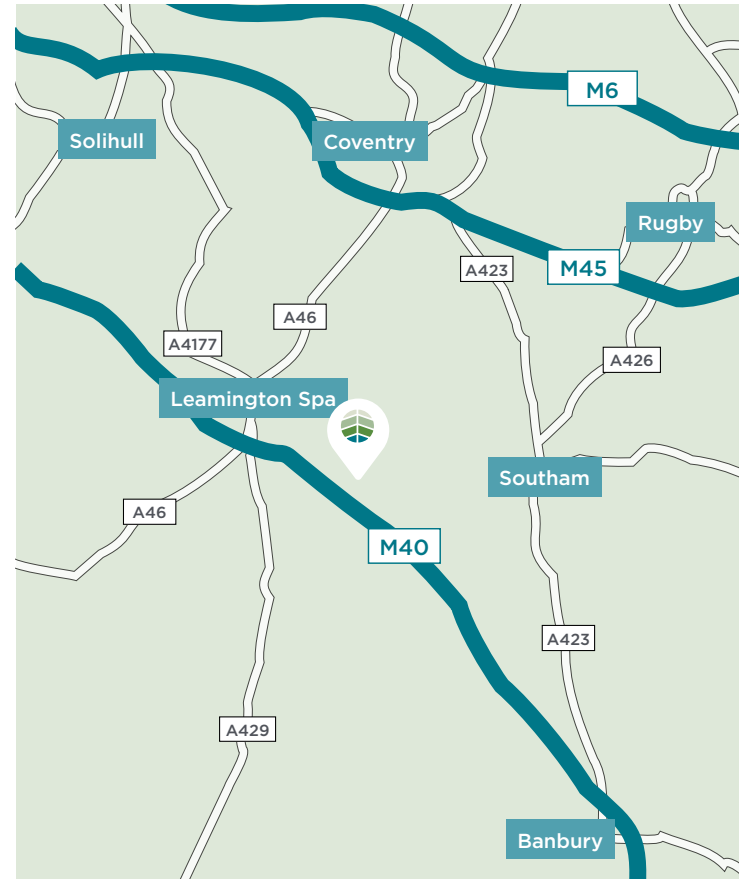 M6
Solihull
Coventry
Rugby
A423
M45
A46
A4177
A426
Leamington Spa
Southam
A46
M40
A423
A429
Banbury